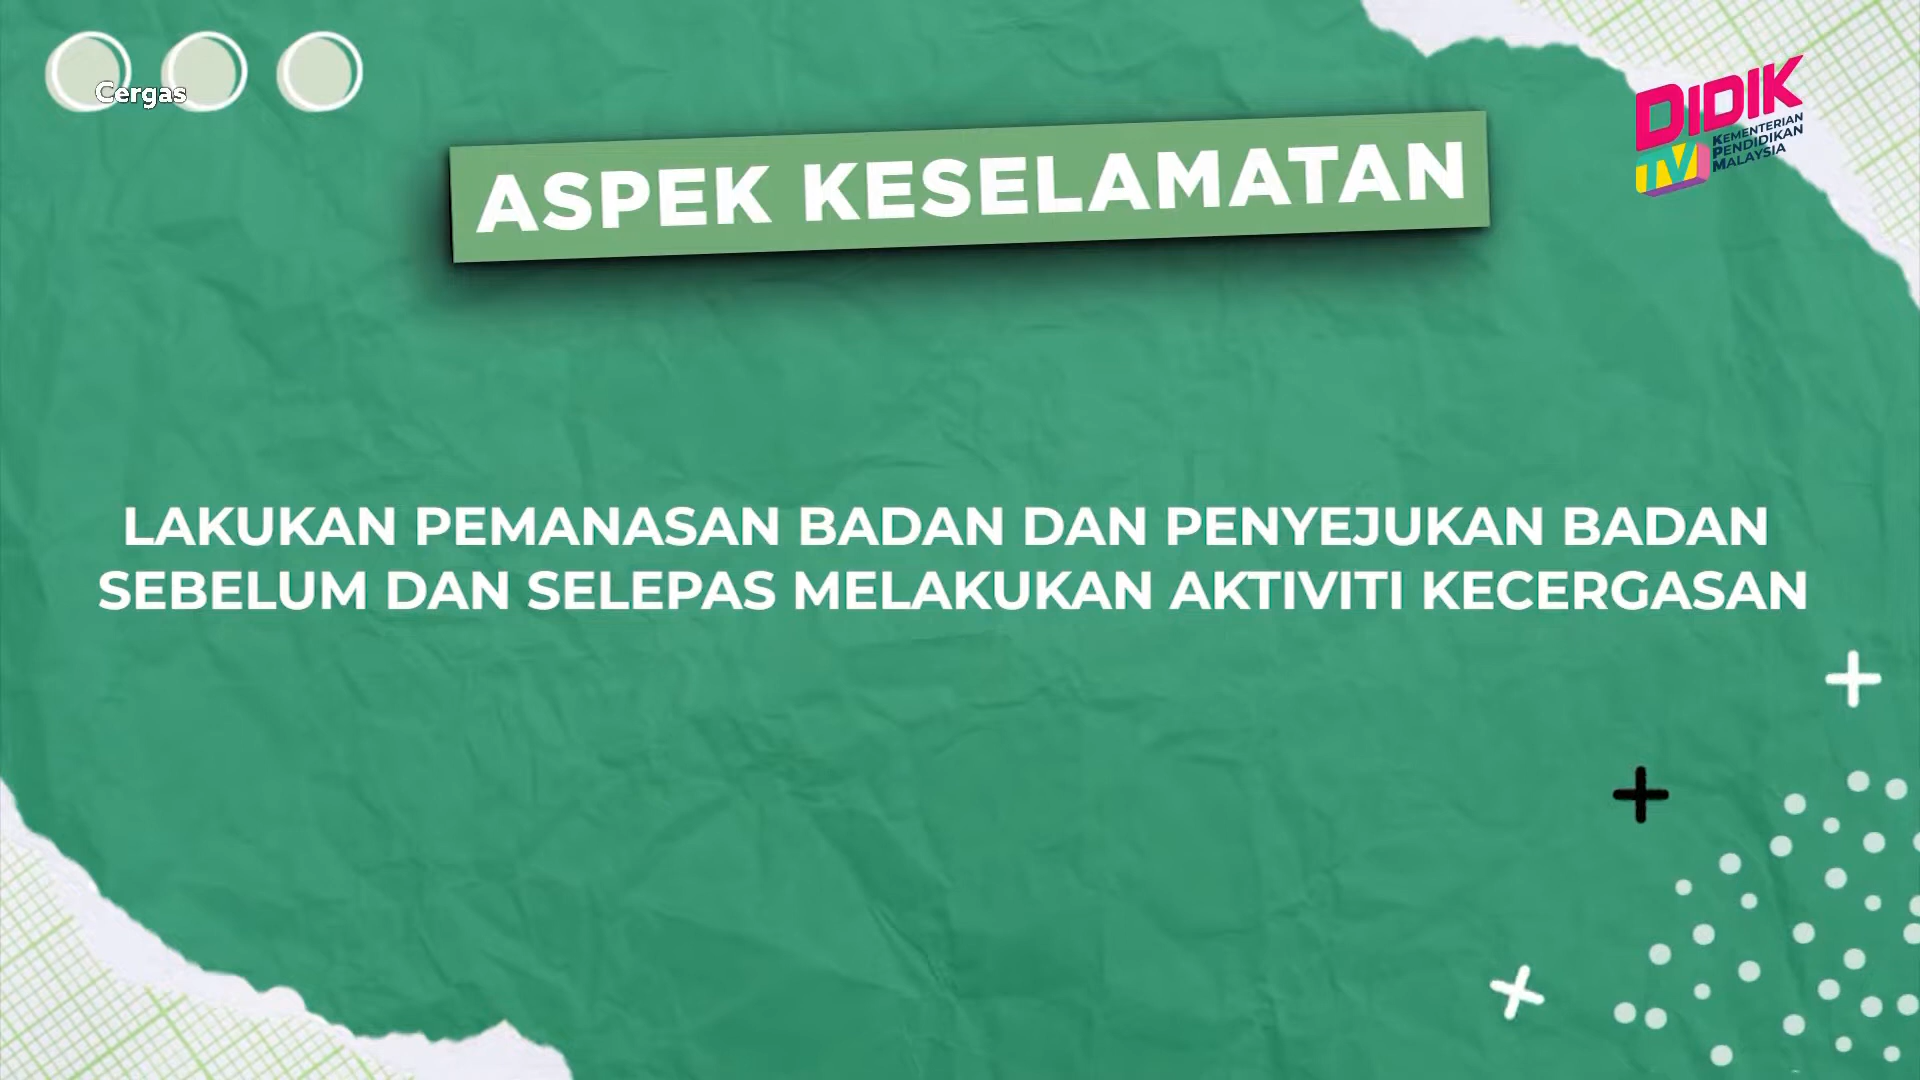 Cergas
DIDIK
TV
KEMENTERIAN
PENDIDIKAN
MALAYSIA
ASPEK KESELAMATAN
LAKUKAN PEMANASAN BADAN DAN PENYEJUKAN BADAN
SEBELUM DAN SELEPAS MELAKUKAN AKTIVITI KECERGASAN